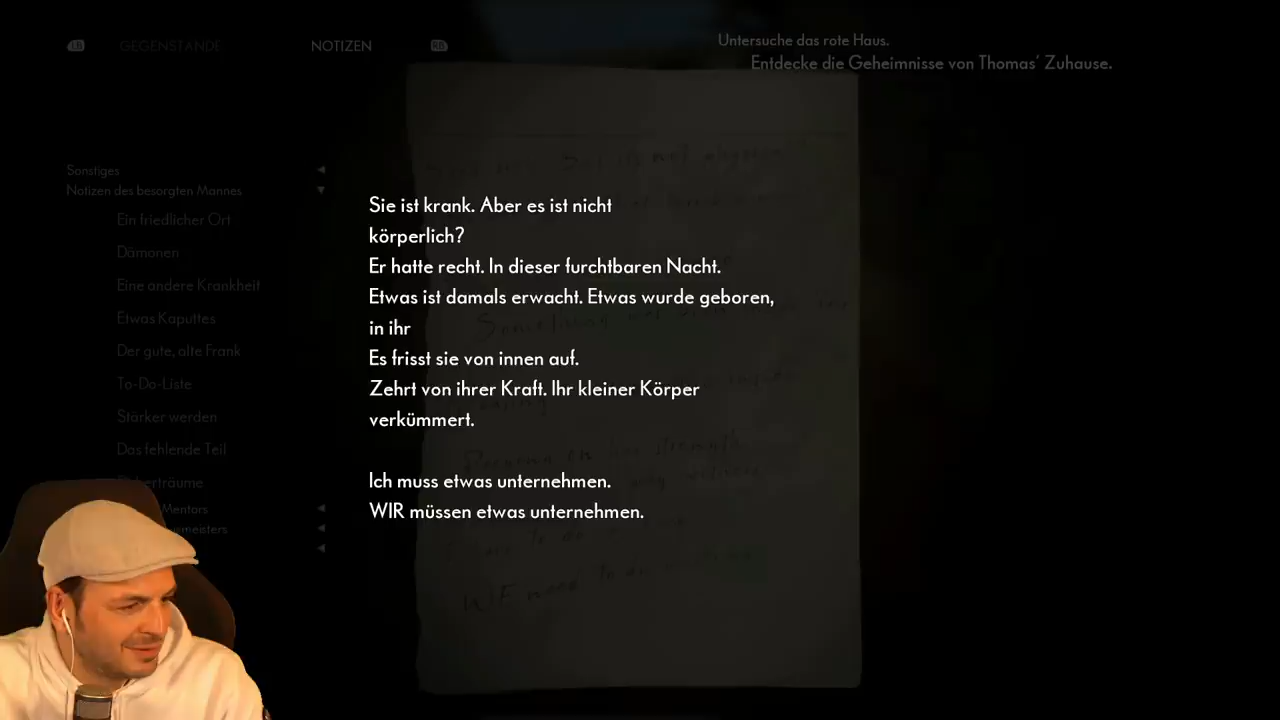 LB GEGENSTÄNDE NOTIZEN RB
Untersuche das rote Haus.
Entdecke die Geheimnisse von Thomas' Zuhause.
Sonstiges
Notizen des besorgten Mannes
Ein friedlicher Ort
Dämonen
Eine andere Krankheit
Etwas Kaputtes
Der gute, alte Frank
To-Do-Liste
Stärker werden
Das fehlende Teil
Mentors
Sie ist krank. Aber es ist nicht
körperlich?
Er hatte recht. In dieser furchtbaren Nacht.
Etwas ist damals erwacht. Etwas wurde geboren,
in ihr
Es frisst sie von innen auf.
Zehrt von ihrer Kraft. Ihr kleiner Körper
verkümmert.
Ich muss etwas unternehmen.
WIR müssen etwas unternehmen.